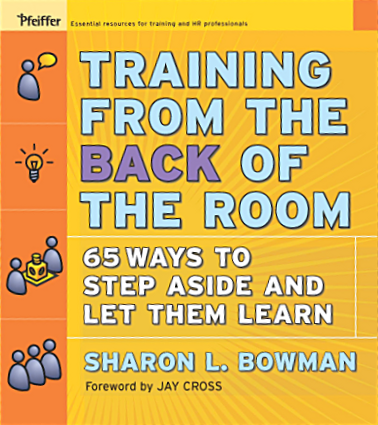 Pfeiffer
Essential resources for training and HR professionals
TRAINING
FROM THE
BACK OF
THE ROOM
65 WAYS TO
STEP ASIDE AND
LET THEM LEARN
SHARON L. BOWMAN
Foreword by JAY CROSS